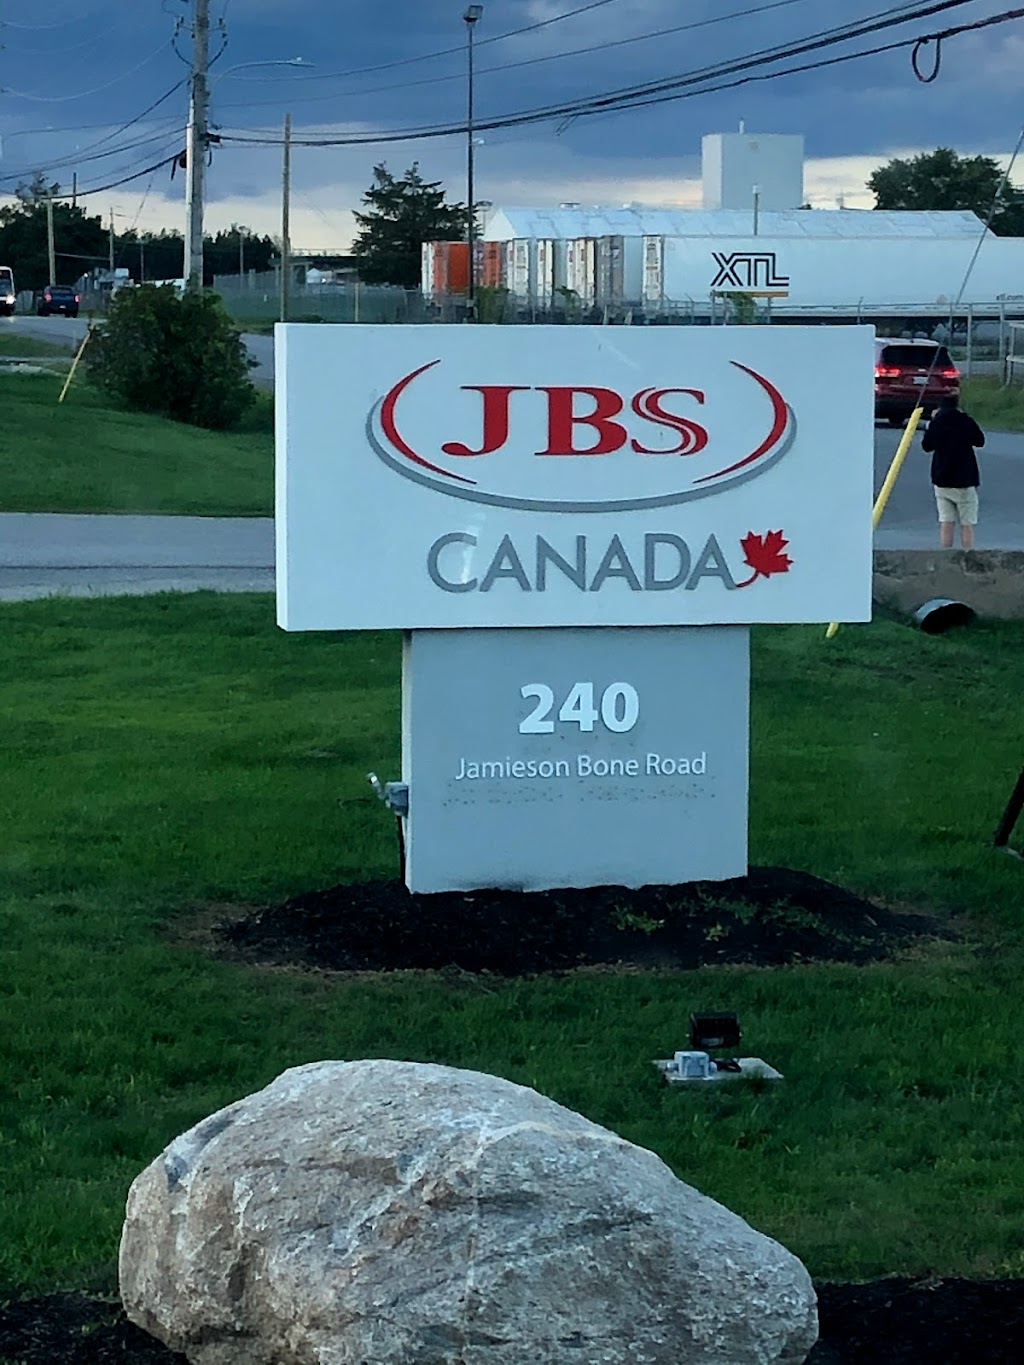 XTL
JBS
CANADA
240
Jamieson Bone Road